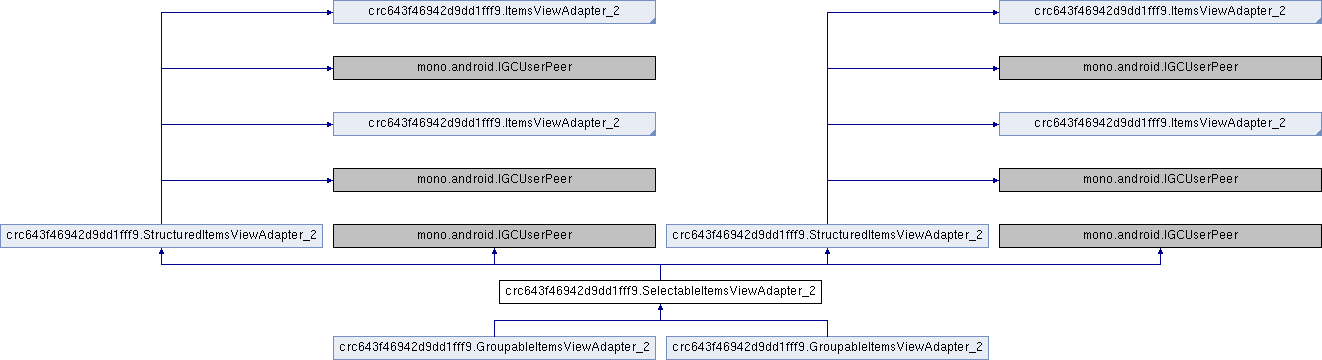 crc643f46942d9dd1fff9.ItemsViewAdapter_2
crc643f46942d9dd1fff9.ItemsViewAdapter_2
mono.android.IGCUserPeer
mono.android.IGCUserPeer
crc643f46942d9dd1fff9.ItemsViewAdapter_2
crc643f46942d9dd1fff9.ItemsViewAdapter_2
mono.android.IGCUserPeer
mono.android.IGCUserPeer
crc643f46942d9dd1fff9.StructuredItemsViewAdapter_2
mono.android.IGCUserPeer
crc643f46942d9dd1fff9.StructuredItemsViewAdapter_2
mono.android.IGCUserPeer
crc643f46942d9dd1fff9.SelectableItemsViewAdapter_2
crc643f46942d9dd1fff9.GroupableItemsViewAdapter_2
crc643f46942d9dd1fff9.GroupableItemsViewAdapter_2